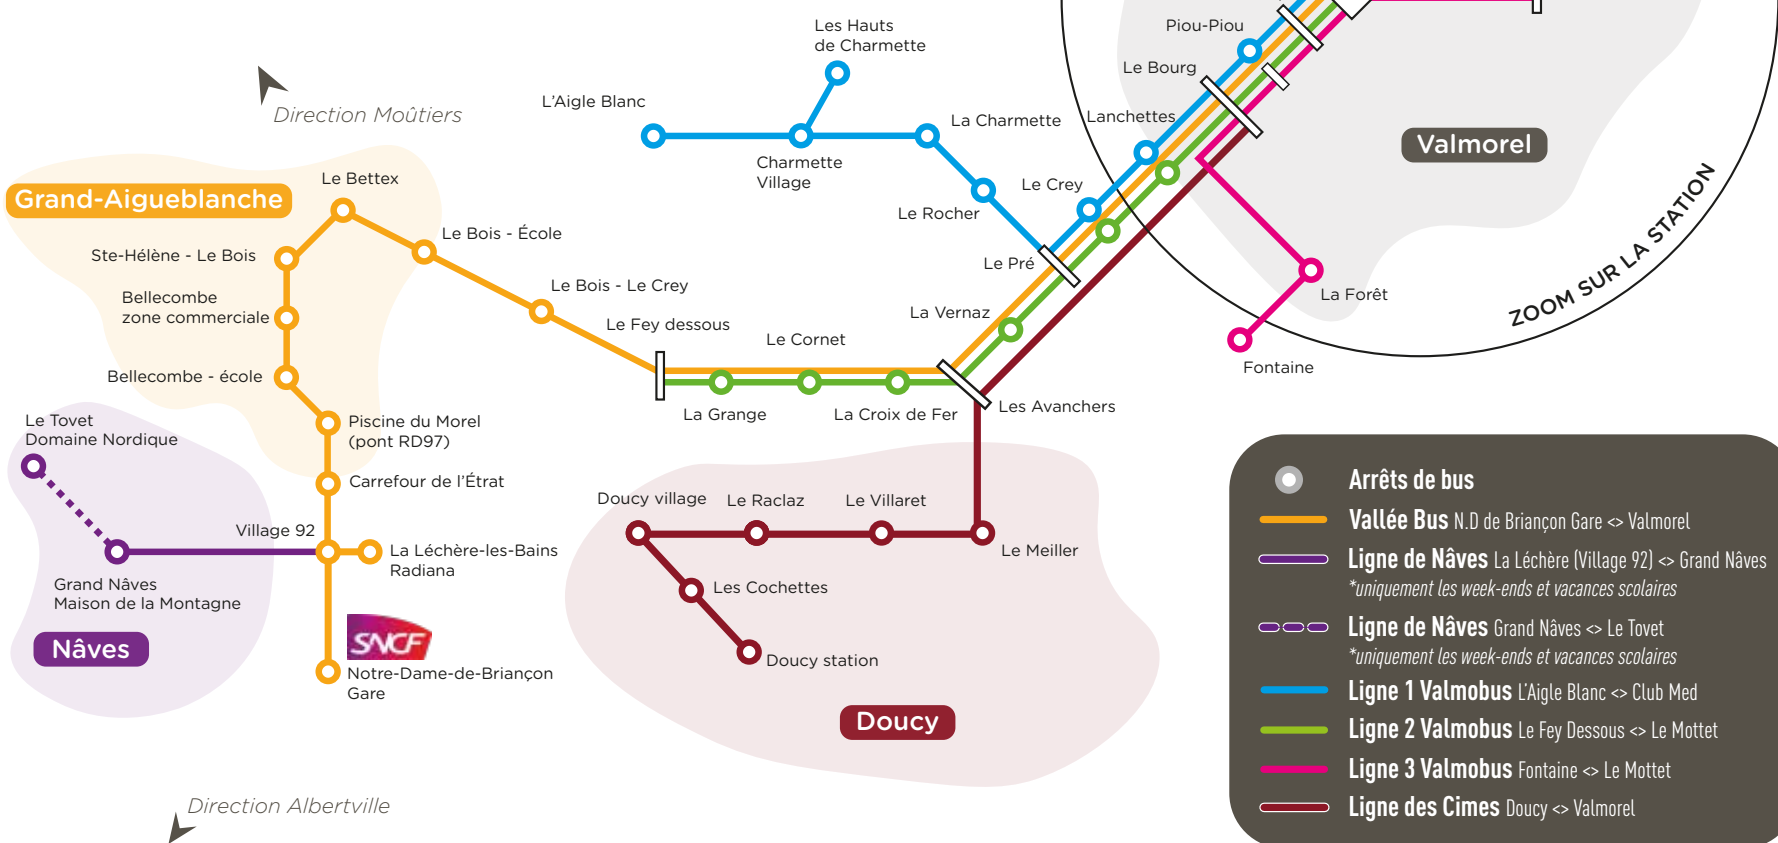 Les Hauts
de Charmette
Piou-Piou
Le Bourg
Direction Moûtiers
L'Aigle Blanc
La Charmette
Lanchettes
Valmorel
Charmette
Village
Le Bettex
Grand-Aigueblanche
Le Crey
Le Rocher
Le Bois - École
Ste-Hélène - Le Bois
Le Pré
ZOOM SUR LA STATION
Bellecombe
zone commerciale
Le Bois - Le Crey
La Forêt
La Vernaz
Le Fey dessous
Le Cornet
Fontaine
Bellecombe - école
La Grange
La Croix de Fer
Les Avanchers
Le Tovet
Domaine Nordique
Piscine du Morel
(pont RD97)
Carrefour de l'Étrat
Doucy village
Le Raclaz
Le Villaret
Village 92
La Léchère-les-Bains
Radiana
Le Meiller
Grand Nâves
Maison de la Montagne
Les Cochettes
Nâves
SNCF
Notre-Dame-de-Briançon
Gare
Doucy station
Doucy
Direction Albertville
Arrêts de bus
Vallée Bus N.D de Briançon Gare <> Valmorel
Ligne de Nâves La Léchère (Village 92) <> Grand Nâves
*uniquement les week-ends et vacances scolaires
Ligne de Nâves Grand Nâves <> Le Tovet
*uniquement les week-ends et vacances scolaires
Ligne 1 Valmobus L'Aigle Blanc <> Club Med
Ligne 2 Valmobus Le Fey Dessous <> Le Mottet
Ligne 3 Valmobus Fontaine <> Le Mottet
Ligne des Cimes Doucy <> Valmorel